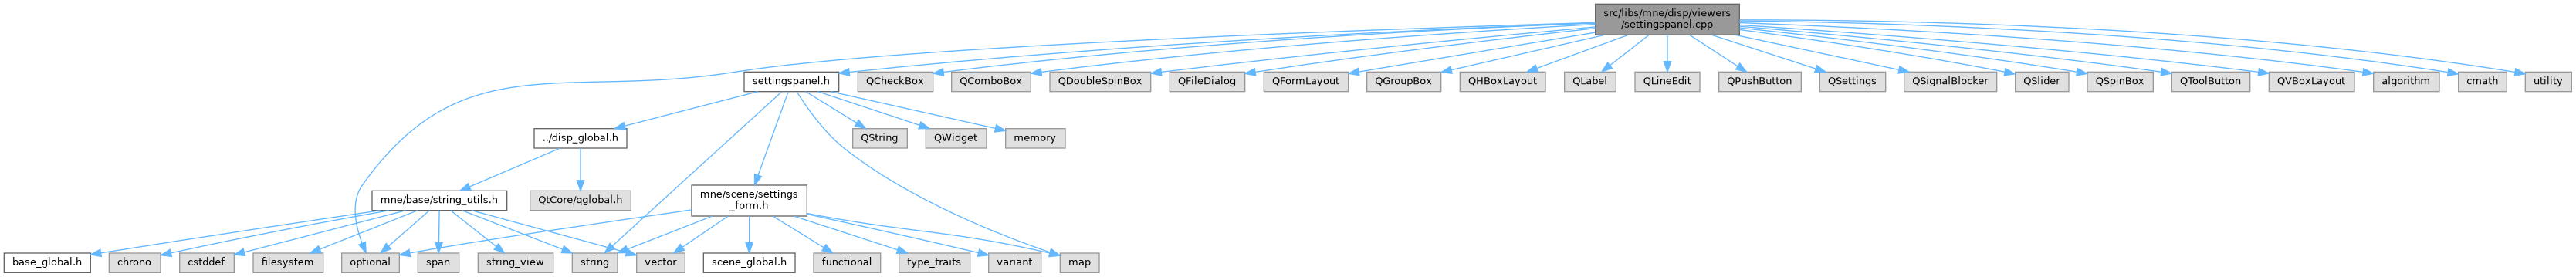 src/libs/mne/disp/viewers
/settingspanel.cpp
settingspanel.h
QCheckBox
QComboBox
QDoubleSpinBox
QFileDialog
QFormLayout
QGroupBox
QHBoxLayout
QLabel
QLineEdit
QPushButton
QSettings
QSignalBlocker
QSlider
QSpinBox
QToolButton
QVBoxLayout
algorithm
cmath
utility
../disp_global.h
QString
QWidget
memory
mne/base/string_utils.h
QtCore/qglobal.h
mne/scene/settings
_form.h
base_global.h
chrono
cstddef
filesystem
optional
span
string_view
string
vector
scene_global.h
functional
type_traits
variant
map